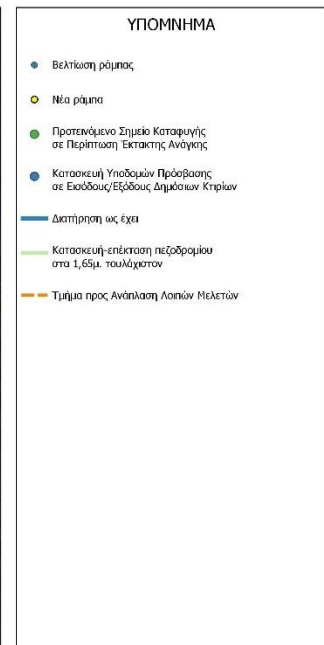 ΥΠΟΜΝΗΜΑ
Βελτίωση ράμπας
Νέα ράμπα
Προτεινόμενο Σημείο Καταφυγής
σε Περίπτωση Έκτακτης Ανάγκης
Κατασκευή Υποδομών Πρόσβασης
σε Εισόδους/Εξόδους Δημόσιων Κτιρίων
Διατήρηση ως έχει
Κατασκευή-επέκταση πεζοδρομίου
στα 1,65μ. τουλάχιστον
Τμήμα προς Ανάπλαση Λοιπών Μελετών